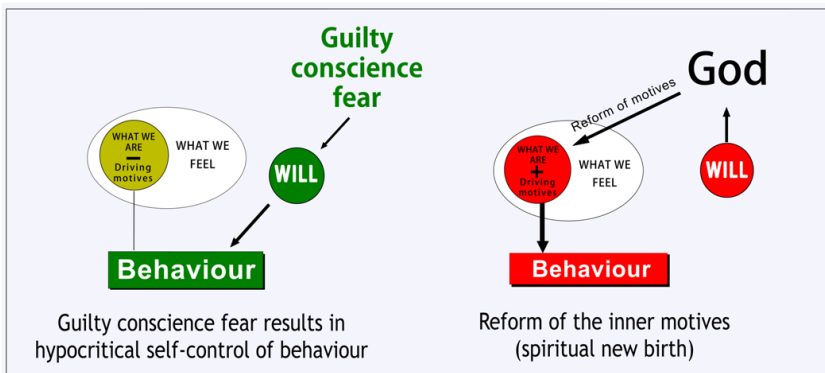 Guilty
conscience
fear
WHAT WE
ARE
–
Driving
motives
WHAT WE
FEEL
WILL
Behaviour
Guilty conscience fear results in
hypocritical self-control of behaviour
God
Reform of motives
WHAT WE
ARE
+
Driving
motives
WHAT WE
FEEL
WILL
Behaviour
Reform of the inner motives
(spiritual new birth)